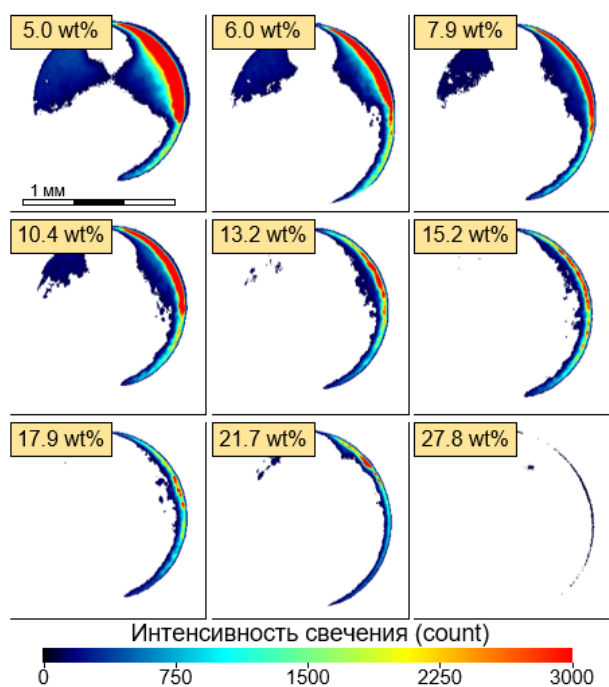 5.0 wt%
6.0 wt%
7.9 wt%
1 мм
10.4 wt%
13.2 wt%
15.2 wt%
17.9 wt%
21.7 wt%
27.8 wt%
Интенсивность свечения (count)
0 750 1500 2250 3000